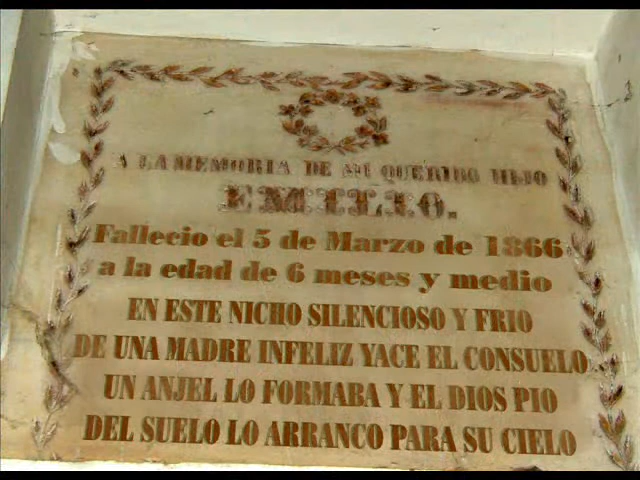 A LA MEMORIA DE MI QUERIDO HIJO
EMILIO.
Fallecio el 5 de Marzo de 1866
a la edad de 6 meses y medio
EN ESTE NICHO SILENCIOSO Y FRIO
DE UNA MADRE INFELIZ YACE EL CONSUELO
UN ANJEL LO FORMABA Y EL DIOS PIO
DEL SUELO LO ARRANCO PARA SU CIELO